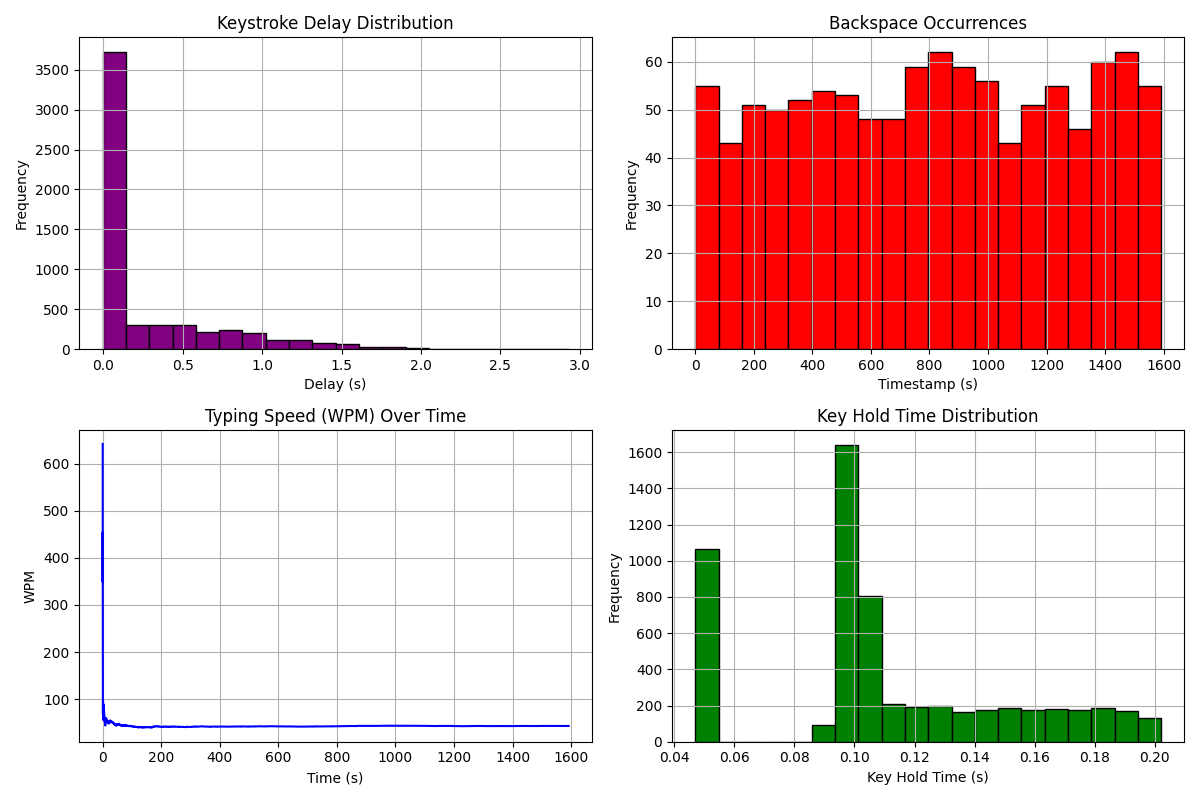 Keystroke Delay Distribution
Frequency
3500
3000
2500
2000
1500
1000
500
0
0.0 0.5 1.0 1.5 2.0 2.5 3.0
Delay (s)
Backspace Occurrences
Frequency
60
50
40
30
20
10
0
0 200 400 600 800 1000 1200 1400 1600
Timestamp (s)
Typing Speed (WPM) Over Time
WPM
600
500
400
300
200
100
0 200 400 600 800 1000 1200 1400 1600
Time (s)
Key Hold Time Distribution
Frequency
1600
1400
1200
1000
800
600
400
200
0
0.04 0.06 0.08 0.10 0.12 0.14 0.16 0.18 0.20
Key Hold Time (s)